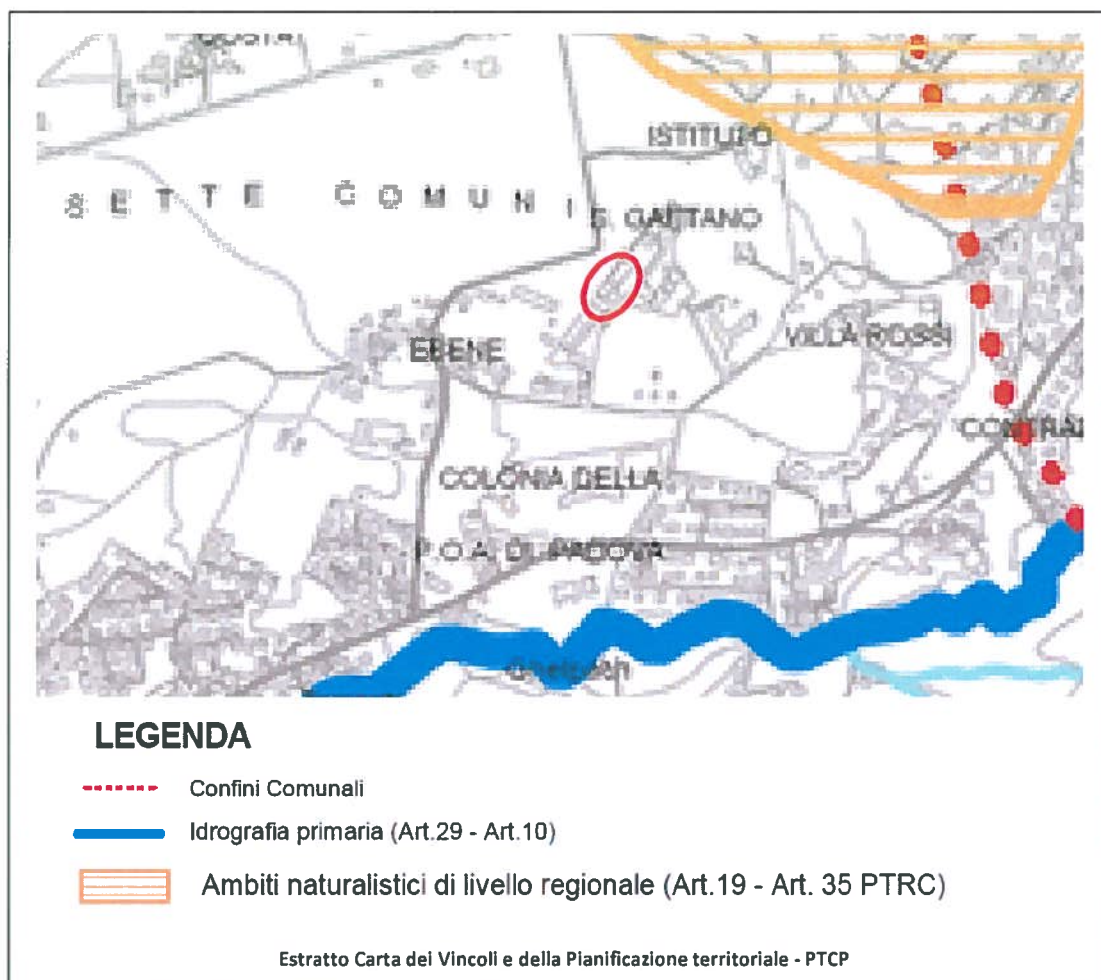 ISTITUTO
SETTE COMUNI
S. GAETANO
VILLA ROSSI
EBENE
COLONIA DELLA
P.O.A. DI PADOVA
LEGENDA
Confini Comunali
Idrografia primaria (Art.29 - Art.10)
Ambiti naturalistici di livello regionale (Art.19 - Art. 35 PTRC)
Estratto Carta dei Vincoli e della Pianificazione territoriale - PTCP